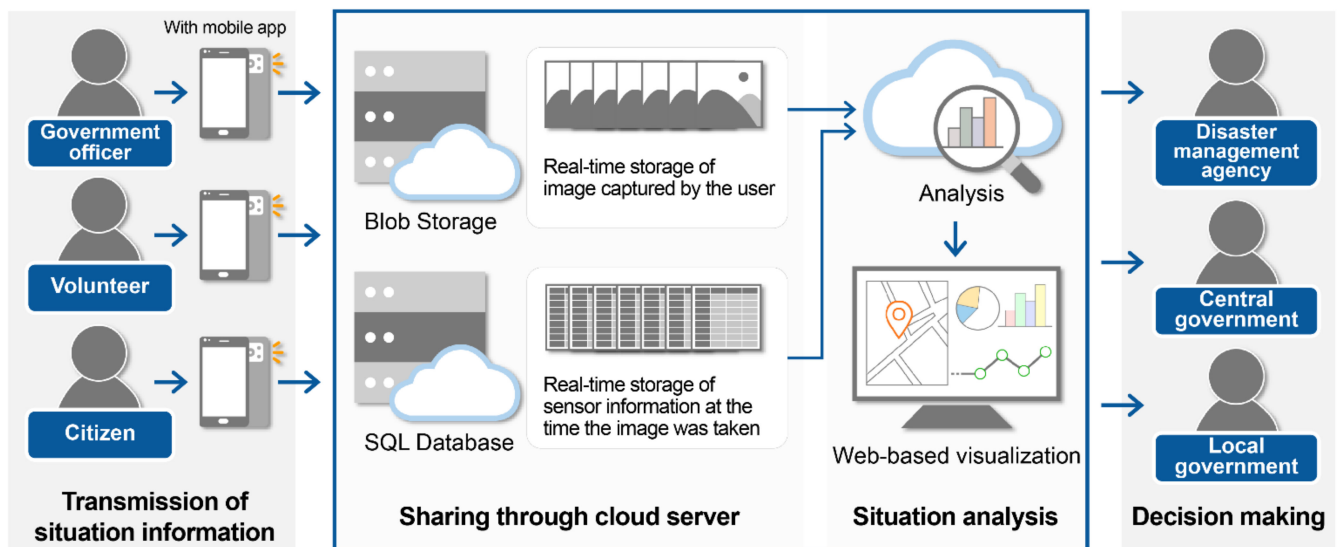 With mobile app
Government
officer
Volunteer
Citizen
Transmission of
situation information
Blob Storage
Real-time storage of
image captured by the user
SQL Database
Real-time storage of
sensor information at the
time the image was taken
Sharing through cloud server
Analysis
Web-based visualization
Situation analysis
Disaster
management
agency
Central
government
Local
government
Decision making